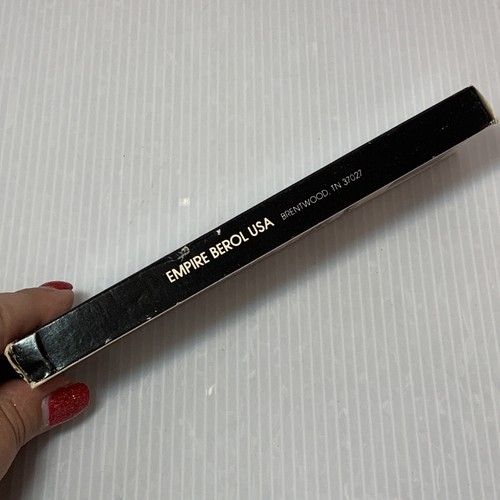 EMPIRE BEROL USA BRENTWOOD, TN 37027